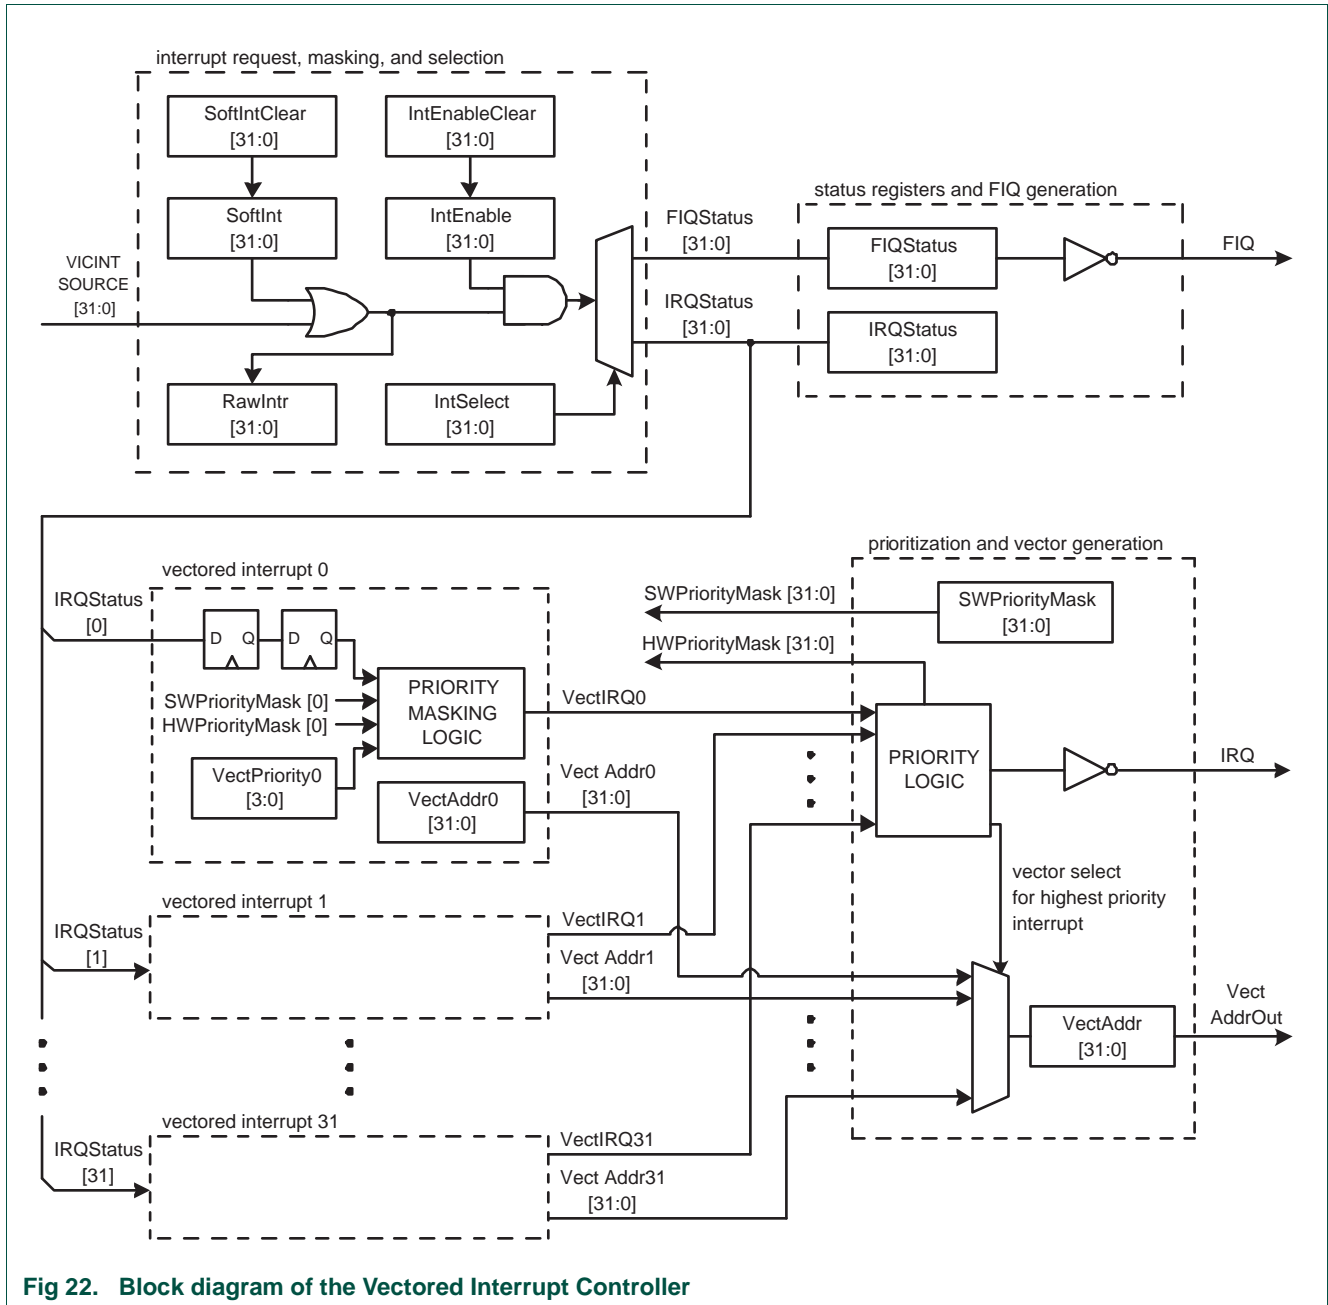 interrupt request, masking, and selection
SoftIntClear
[31:0]
IntEnableClear
[31:0]
SoftInt
[31:0]
IntEnable
[31:0]
VICINT
SOURCE
[31:0]
RawIntr
[31:0]
IntSelect
[31:0]
FIQStatus
[31:0]
IRQStatus
[31:0]
status registers and FIQ generation
FIQStatus
[31:0]
FIQ
IRQStatus
[31:0]
vectored interrupt 0
IRQStatus
[0]
D Q
D Q
SWPriorityMask [0]
HWPriorityMask [0]
PRIORITY
MASKING
LOGIC
VectPriority0
[3:0]
VectAddr0
[31:0]
VectIRQ0
Vect Addr0
[31:0]
prioritization and vector generation
SWPriorityMask [31:0]
SWPriorityMask
[31:0]
HWPriorityMask [31:0]
PRIORITY
LOGIC
IRQ
vector select
for highest priority
interrupt
vectored interrupt 1
IRQStatus
[1]
VectIRQ1
Vect Addr1
[31:0]
VectAddr
[31:0]
Vect
AddrOut
vectored interrupt 31
IRQStatus
[31]
VectIRQ31
Vect Addr31
[31:0]
Fig 22. Block diagram of the Vectored Interrupt Controller